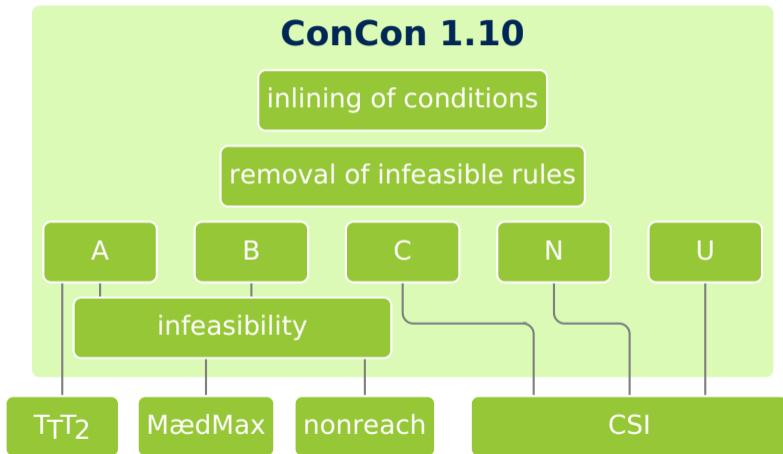 ConCon 1.10
inlining of conditions
removal of infeasible rules
A B C N U
infeasibility
TTT2 MædMax nonreach CSI